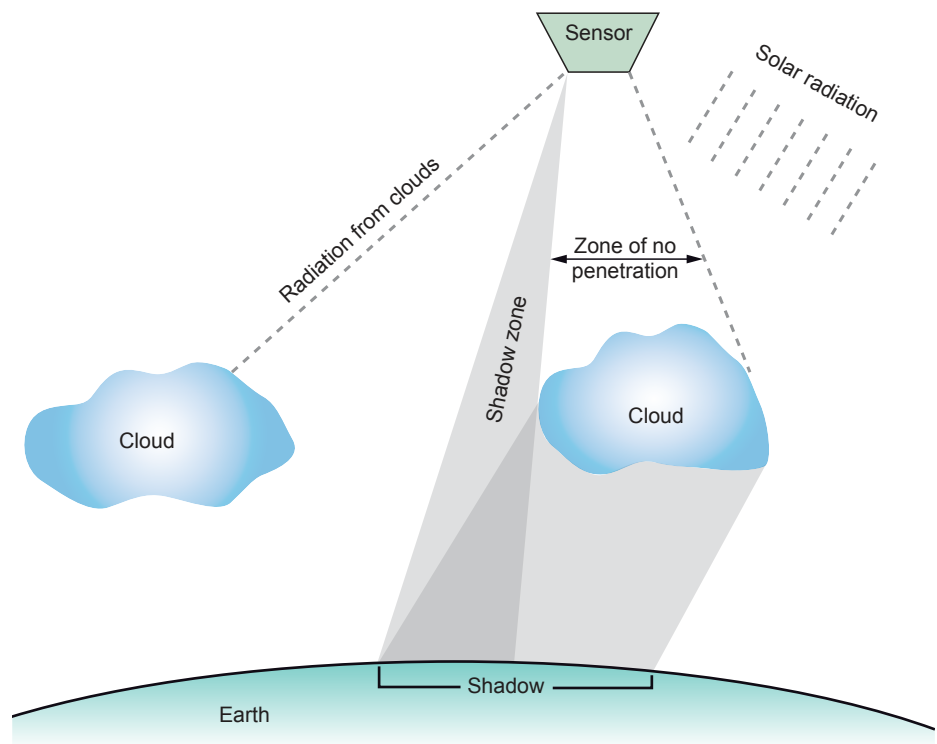 Sensor
Solar radiation
Radiation from clouds
Zone of no
penetration
Shadow zone
Cloud
Cloud
Shadow
Earth